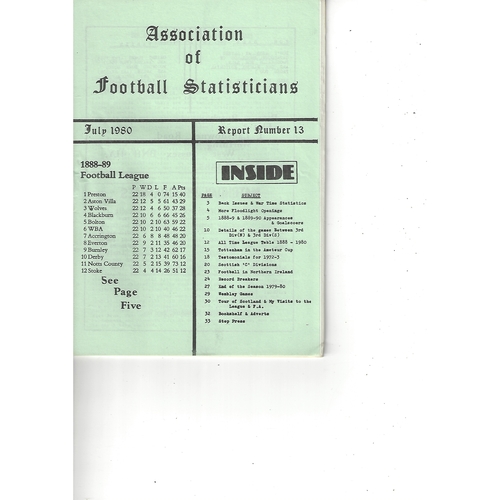 Association
of
Football Statisticians
July 1980
Report Number 13
1888-89
Football League
P W D L F A Pts
1 Preston 22 18 4 0 74 15 40
2 Aston Villa 22 12 5 5 61 43 29
3 Wolves 22 12 4 6 50 37 28
4 Blackburn 22 10 6 6 66 45 26
5 Bolton 22 10 2 10 63 59 22
6 WBA 22 10 2 10 40 46 22
7 Accrington 22 6 8 8 48 48 20
8 Everton 22 9 2 11 35 46 20
9 Burnley 22 7 3 12 42 62 17
10 Derby 22 7 2 13 41 60 16
11 Notts County 22 5 2 15 39 73 12
12 Stoke 22 4 4 14 26 51 12
See
Page
Five
INSIDE
PAGE SUBJECT
3 Back Issues & War Time Statistics
4 More Floodlight Openings
5 1888-9 & 1889-90 Appearances
& Goalscorers
10 Details of the games Between 3rd
Div(N) & 3rd Div(S)
12 All Time League Table 1888 - 1980
15 Tottenham in the Amateur Cup
18 Testimonials for 1972-3
20 Scottish "C" Divisions
23 Football in Northern Ireland
24 Record Breakers
27 End of the Season 1979-80
29 Wembley Games
30 Tour of Scotland & My Visits to the
League & F.A.
32 Bookshelf & Adverts
33 Stop Press